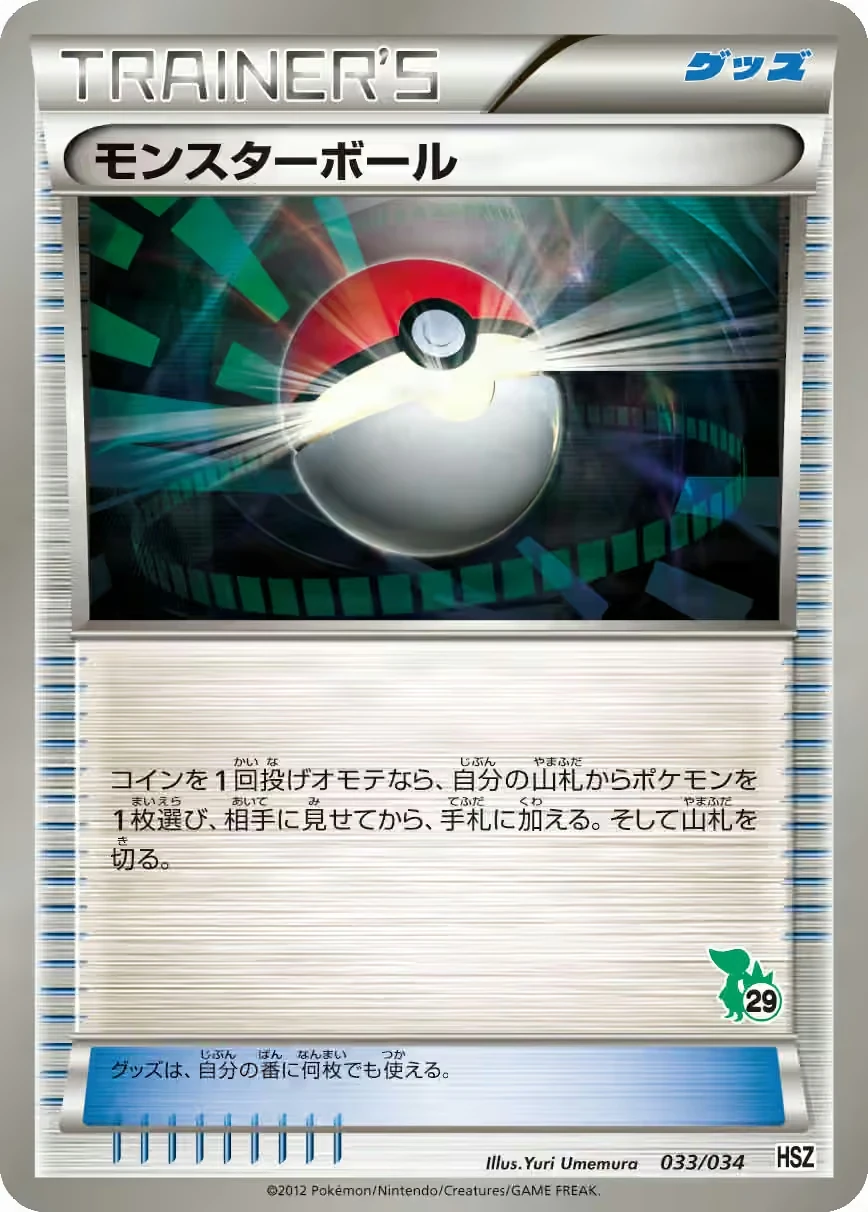 TRAINER'S
グッズ
モンスターボール
コインを1回投げオモテなら、自分の山札からポケモンを
1枚選び、相手に見せてから、手札に加える。そして山札を
切る。
29
グッズは、自分の番に何枚でも使える。
Illus.Yuri Umemura 033/034 HSZ
©2012 Pokémon/Nintendo/Creatures/GAME FREAK.